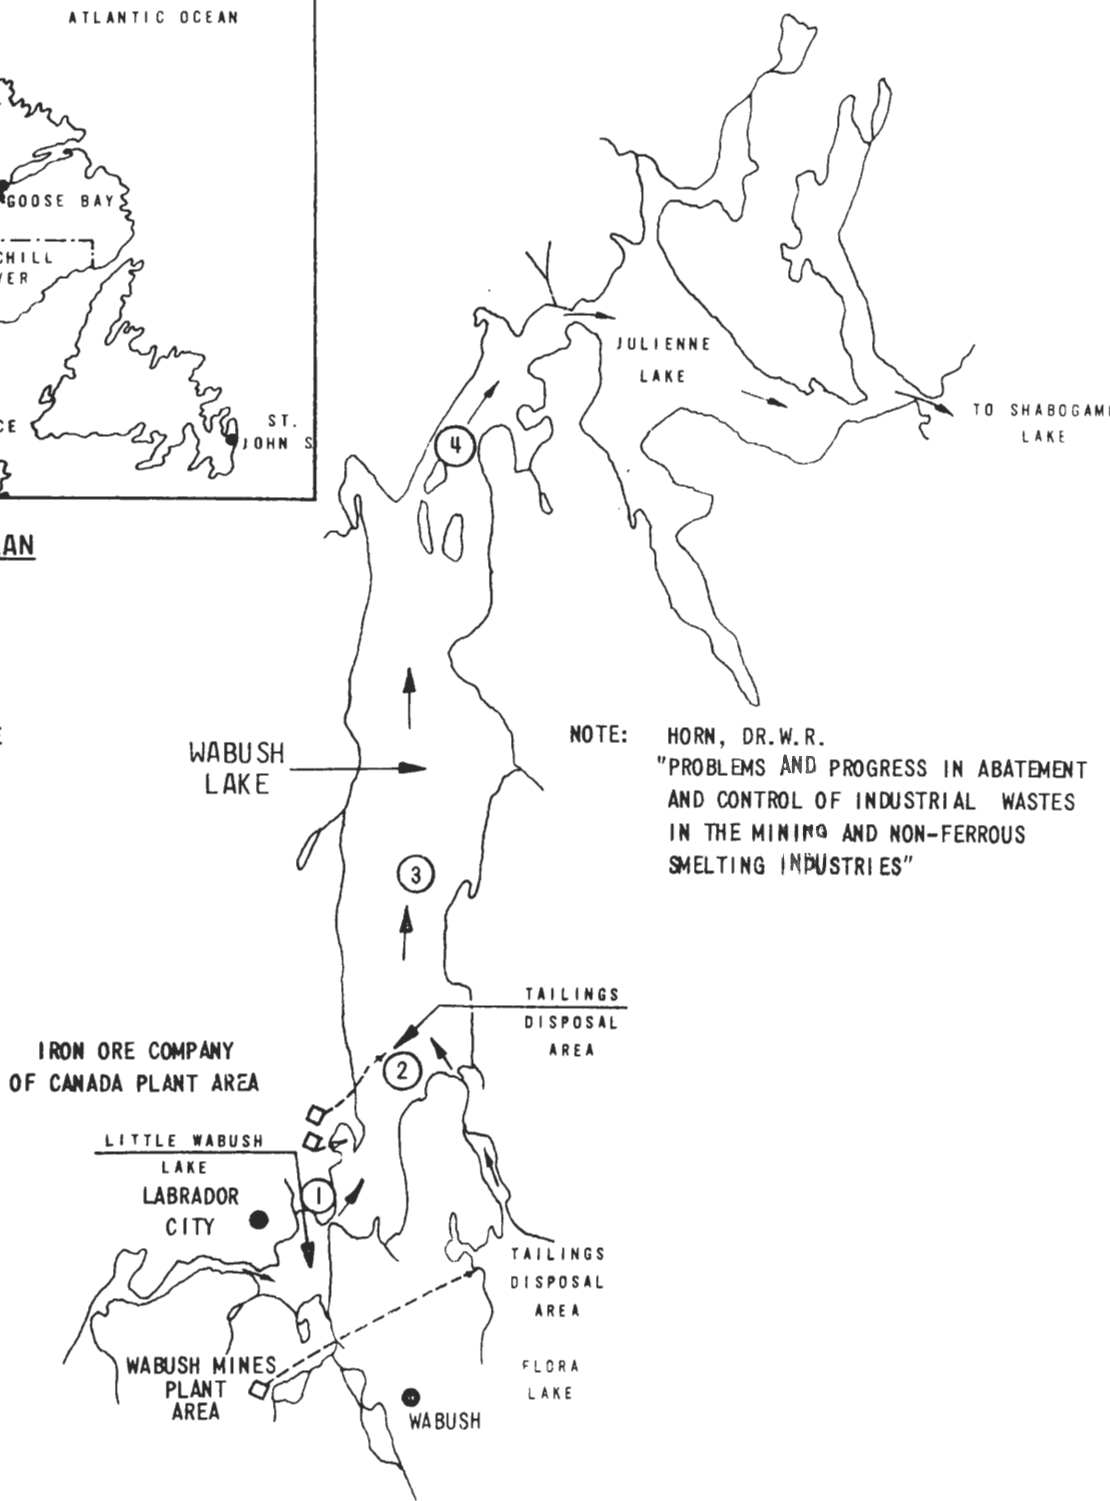 ATLANTIC OCEAN
GOOSE BAY
CHILL
VER
CE
ST.
JOHN S
LAN
E
JULIENNE
LAKE
TO SHABOGAMI
LAKE
4
WABUSH
LAKE
NOTE: HORN, DR.W.R.
"PROBLEMS AND PROGRESS IN ABATEMENT
AND CONTROL OF INDUSTRIAL WASTES
IN THE MINING AND NON-FERROUS
SMELTING INDUSTRIES"
3
TAILINGS
DISPOSAL
AREA
IRON ORE COMPANY
OF CANADA PLANT AREA
2
LITTLE WABUSH
LAKE
LABRADOR
CITY
1
TAILINGS
DISPOSAL
AREA
WABUSH MINES
PLANT
AREA
FLORA
LAKE
WABUSH